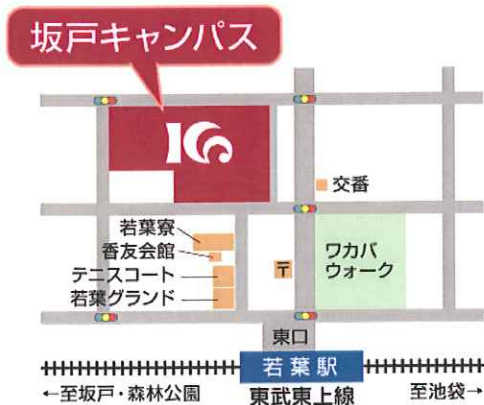 坂戸キャンパス
交番
若葉寮
香友会館
テニスコート
若葉グランド
〒
ワカバ
ウォーク
東口
若葉駅
←至坂戸・森林公園
東武東上線
至池袋→